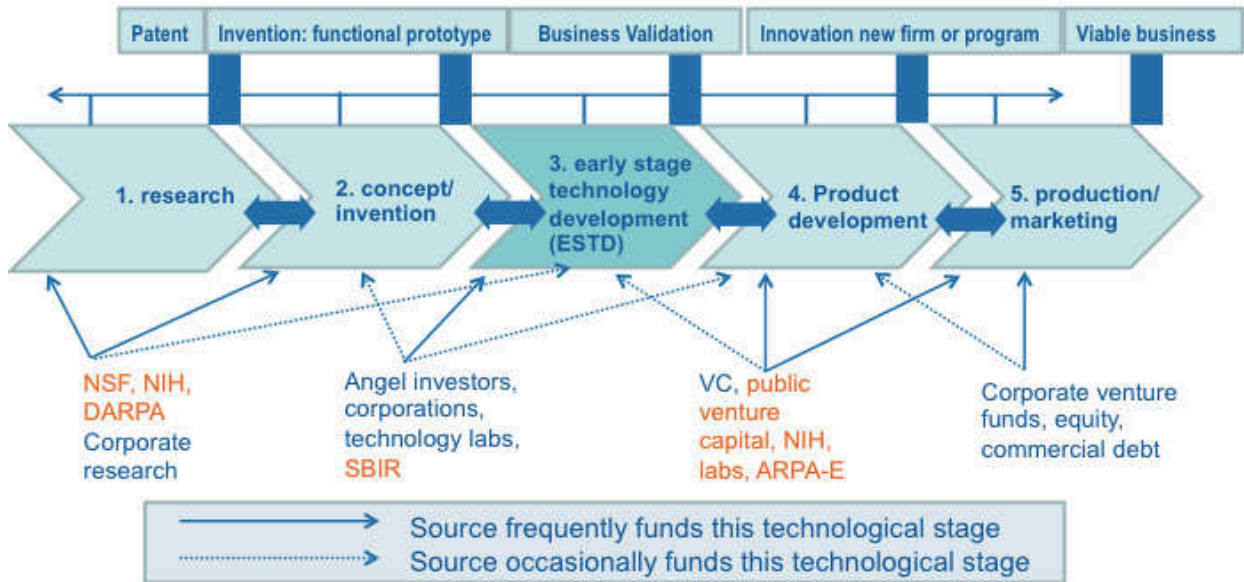 Patent
Invention: functional prototype
Business Validation
Innovation new firm or program
Viable business
1. research
2. concept/
invention
3. early stage
technology
development
(ESTD)
4. Product
development
5. production/
marketing
NSF, NIH,
DARPA
Corporate
research
Angel investors,
corporations,
technology labs,
SBIR
VC, public
venture
capital, NIH,
labs, ARPA-E
Corporate venture
funds, equity,
commercial debt
Source frequently funds this technological stage
Source occasionally funds this technological stage